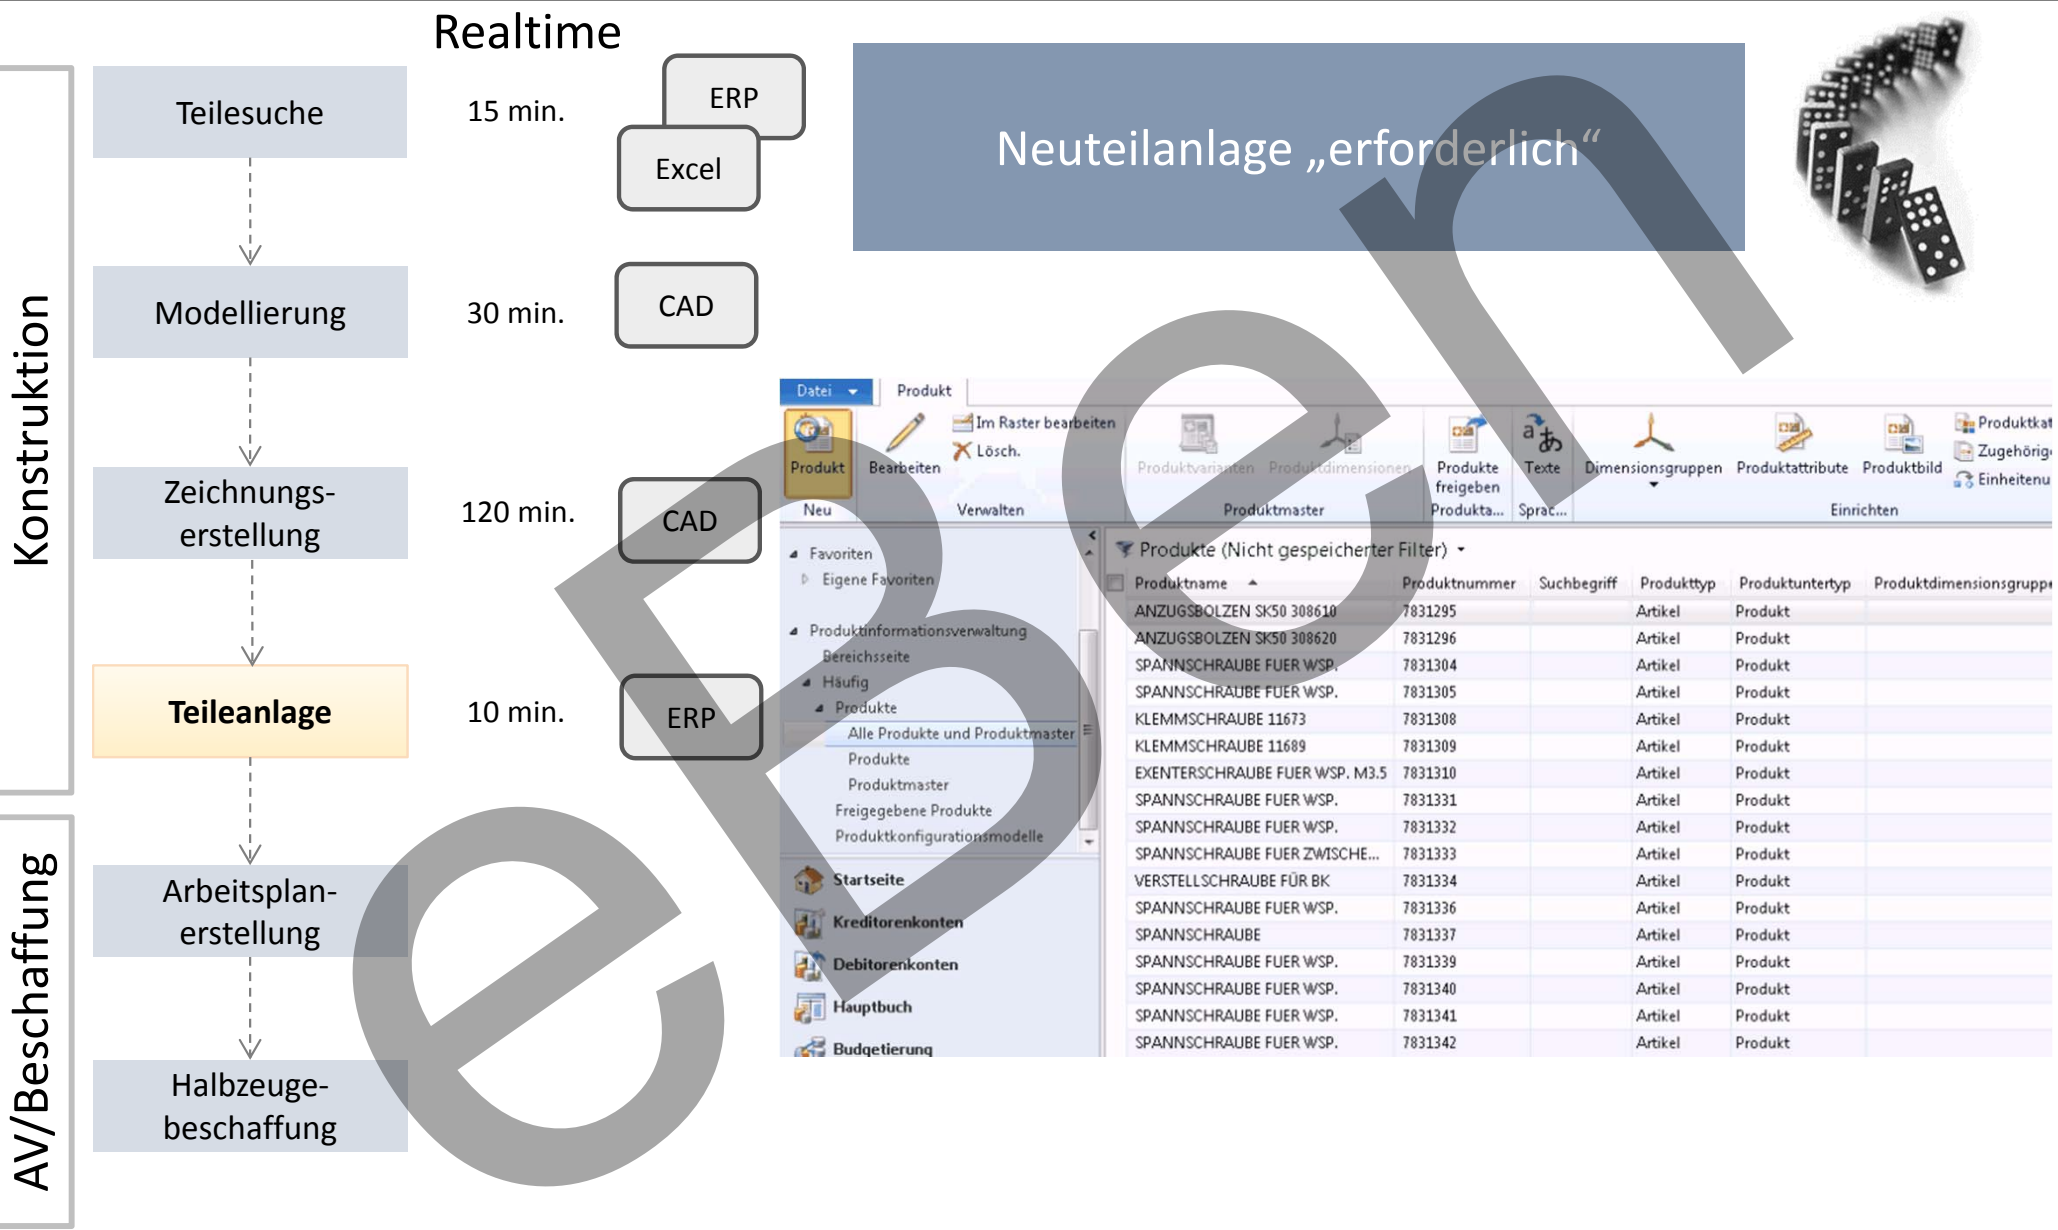 Realtime
Konstruktion
AV/Beschaffung
Teilesuche
15 min.
ERP
Excel
Neuteilanlage „erforderlich“
Modellierung
30 min.
CAD
Zeichnungs-
erstellung
120 min.
CAD
Teileanlage
10 min.
ERP
Arbeitsplan-
erstellung
Halbzeuge-
beschaffung
eBen
Datei
Produkt
Produkt
Bearbeiten
Im Raster bearbeiten
Lösch.
Produktvarianten
Produktdimensionen
Produkte
freigeben
Texte
Dimensionsgruppen
Produktattribute
Produktbild
Produktkat
Zugehörig
Einheitenu
Neu
Verwalten
Produktmaster
Produkta...
Sprac...
Einrichten
Favoriten
Eigene Favoriten
Produktinformationsverwaltung
Bereichsseite
Häufig
Produkte
Alle Produkte und Produktmaster
Produkte
Produktmaster
Freigegebene Produkte
Produktkonfigurationsmodelle
Startseite
Kreditorenkonten
Debitorenkonten
Hauptbuch
Budgetierung
Produkte (Nicht gespeicherter Filter)
Produktname Produktnummer Suchbegriff Produkttyp Produktuntertyp Produktdimensionsgruppe
ANZUGSBOLZEN SK50 308610 7831295 Artikel Produkt
ANZUGSBOLZEN SK50 308620 7831296 Artikel Produkt
SPANNSCHRAUBE FUER WSP. 7831304 Artikel Produkt
SPANNSCHRAUBE FUER WSP. 7831305 Artikel Produkt
KLEMMSCHRAUBE 11673 7831308 Artikel Produkt
KLEMMSCHRAUBE 11689 7831309 Artikel Produkt
EXENTERSCHRAUBE FUER WSP. M3.5 7831310 Artikel Produkt
SPANNSCHRAUBE FUER WSP. 7831331 Artikel Produkt
SPANNSCHRAUBE FUER WSP. 7831332 Artikel Produkt
SPANNSCHRAUBE FUER ZWISCHE... 7831333 Artikel Produkt
VERSTELLSCHRAUBE FÜR BK 7831334 Artikel Produkt
SPANNSCHRAUBE FUER WSP. 7831336 Artikel Produkt
SPANNSCHRAUBE 7831337 Artikel Produkt
SPANNSCHRAUBE FUER WSP. 7831339 Artikel Produkt
SPANNSCHRAUBE FUER WSP. 7831340 Artikel Produkt
SPANNSCHRAUBE FUER WSP. 7831341 Artikel Produkt
SPANNSCHRAUBE FUER WSP. 7831342 Artikel Produkt